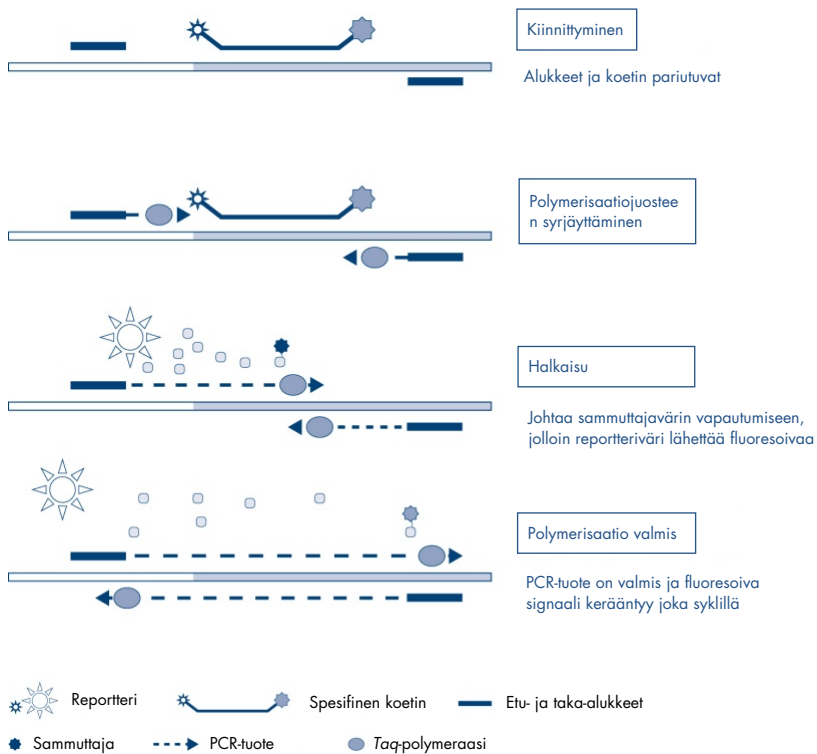 Kiinnittyminen
Alukkeet ja koetin pariutuvat
Polymerisaatiojuostee
n syrjäyttäminen
Halkaisu
Johtaa sammuttajavärin vapautumiseen,
jolloin reportteriväri lähettää fluoresoivaa
Polymerisaatio valmis
PCR-tuote on valmis ja fluoresoiva
signaali kerääntyy joka syklillä
Reportteri
Spesifinen koetin
Etu- ja taka-alukkeet
Sammuttaja
PCR-tuote
Taq-polymeraasi